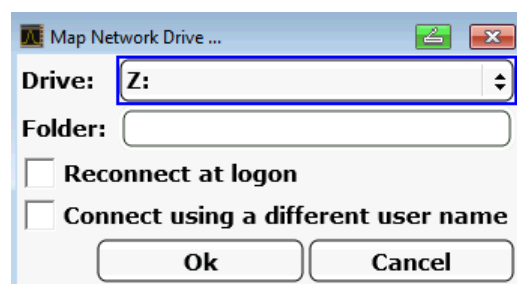 Map Network Drive ...
Drive: Z:
Folder:
Reconnect at logon
Connect using a different user name
Ok Cancel